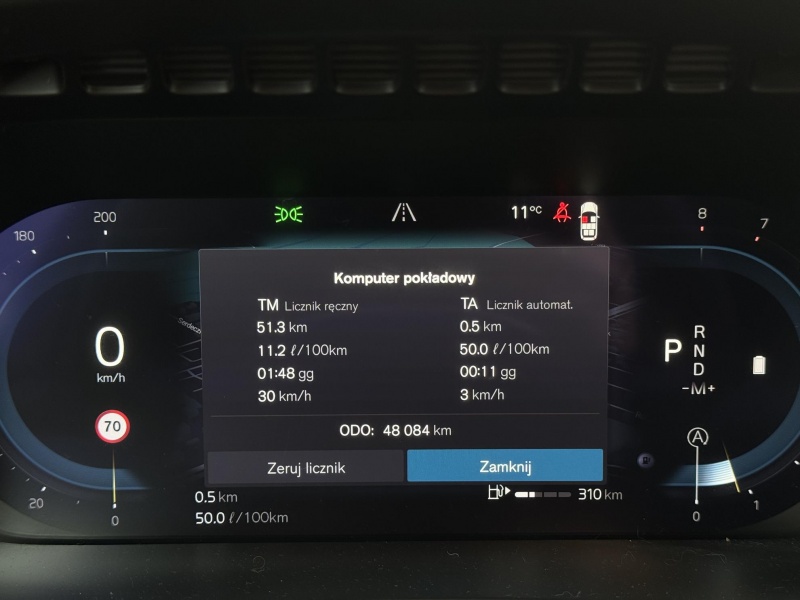 200
180
11°C
8
7
Komputer pokładowy
TM Licznik ręczny
TA Licznik automat.
51.3 km
0.5 km
11.2 ℓ/100km
50.0 ℓ/100km
01:48 gg
00:11 gg
30 km/h
3 km/h
ODO: 48 084 km
Zeruj licznik
Zamknij
0
km/h
70
20
0
P
R
N
D
-M+
A
1
0
0.5 km
50.0 ℓ/100km
310 km